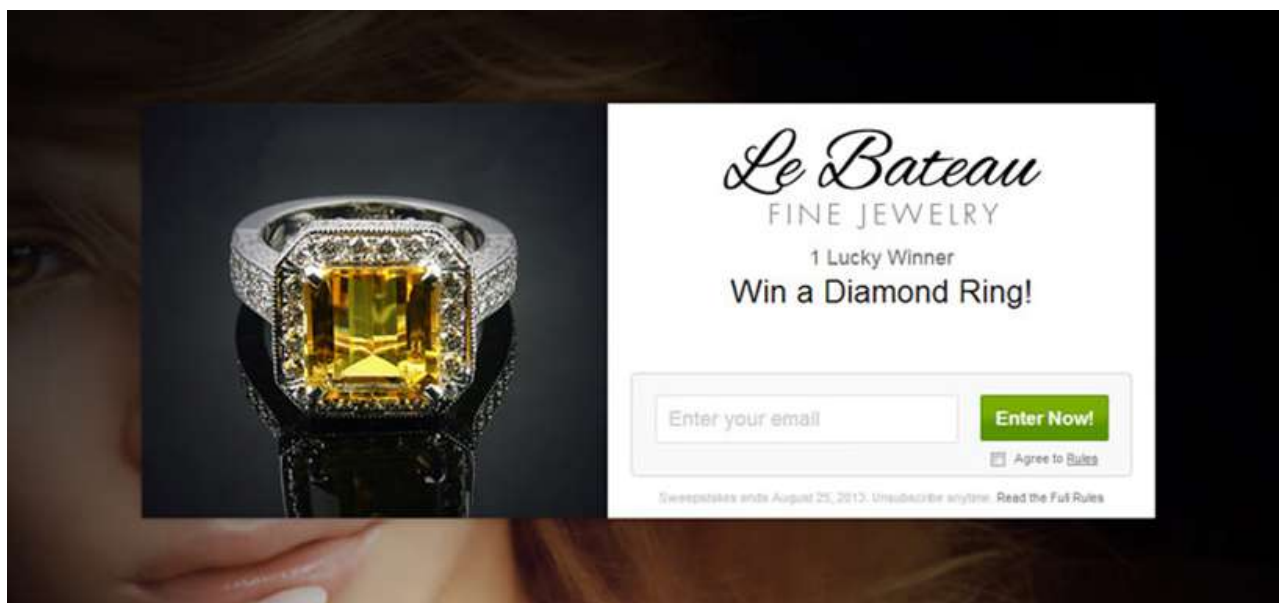 Le Bateau
FINE JEWELRY
1 Lucky Winner
Win a Diamond Ring!
Enter your email
Enter Now!
Agree to Rules
Sweepstakes ends August 25, 2013. Unsubscribe anytime. Read the Full Rules